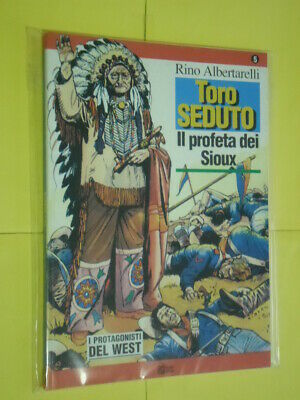 5
Rino Albertarelli
Toro
SEDUTO
Il profeta dei
Sioux
I PROTAGONISTI
DEL WEST